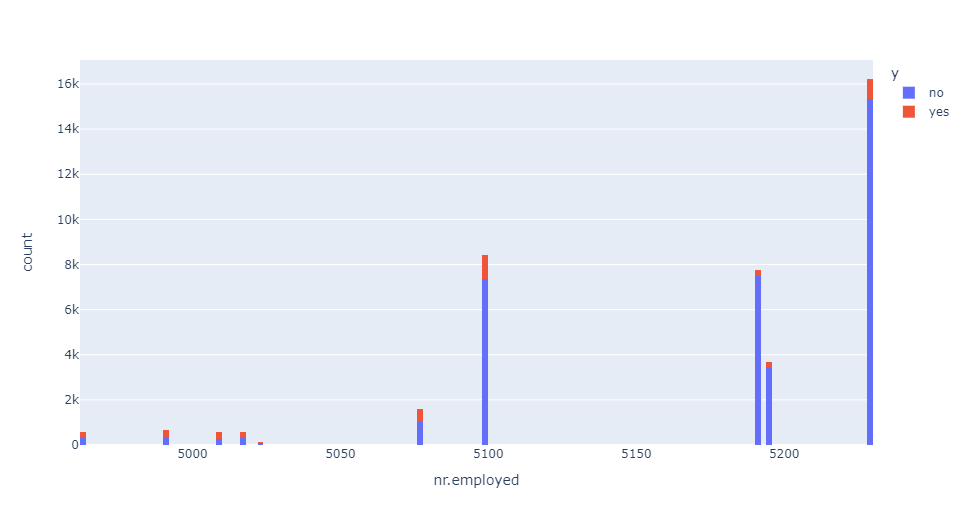 y
no
yes
16k
14k
12k
10k
8k
6k
4k
2k
0
count
5000
5050
5100
5150
5200
nr.employed